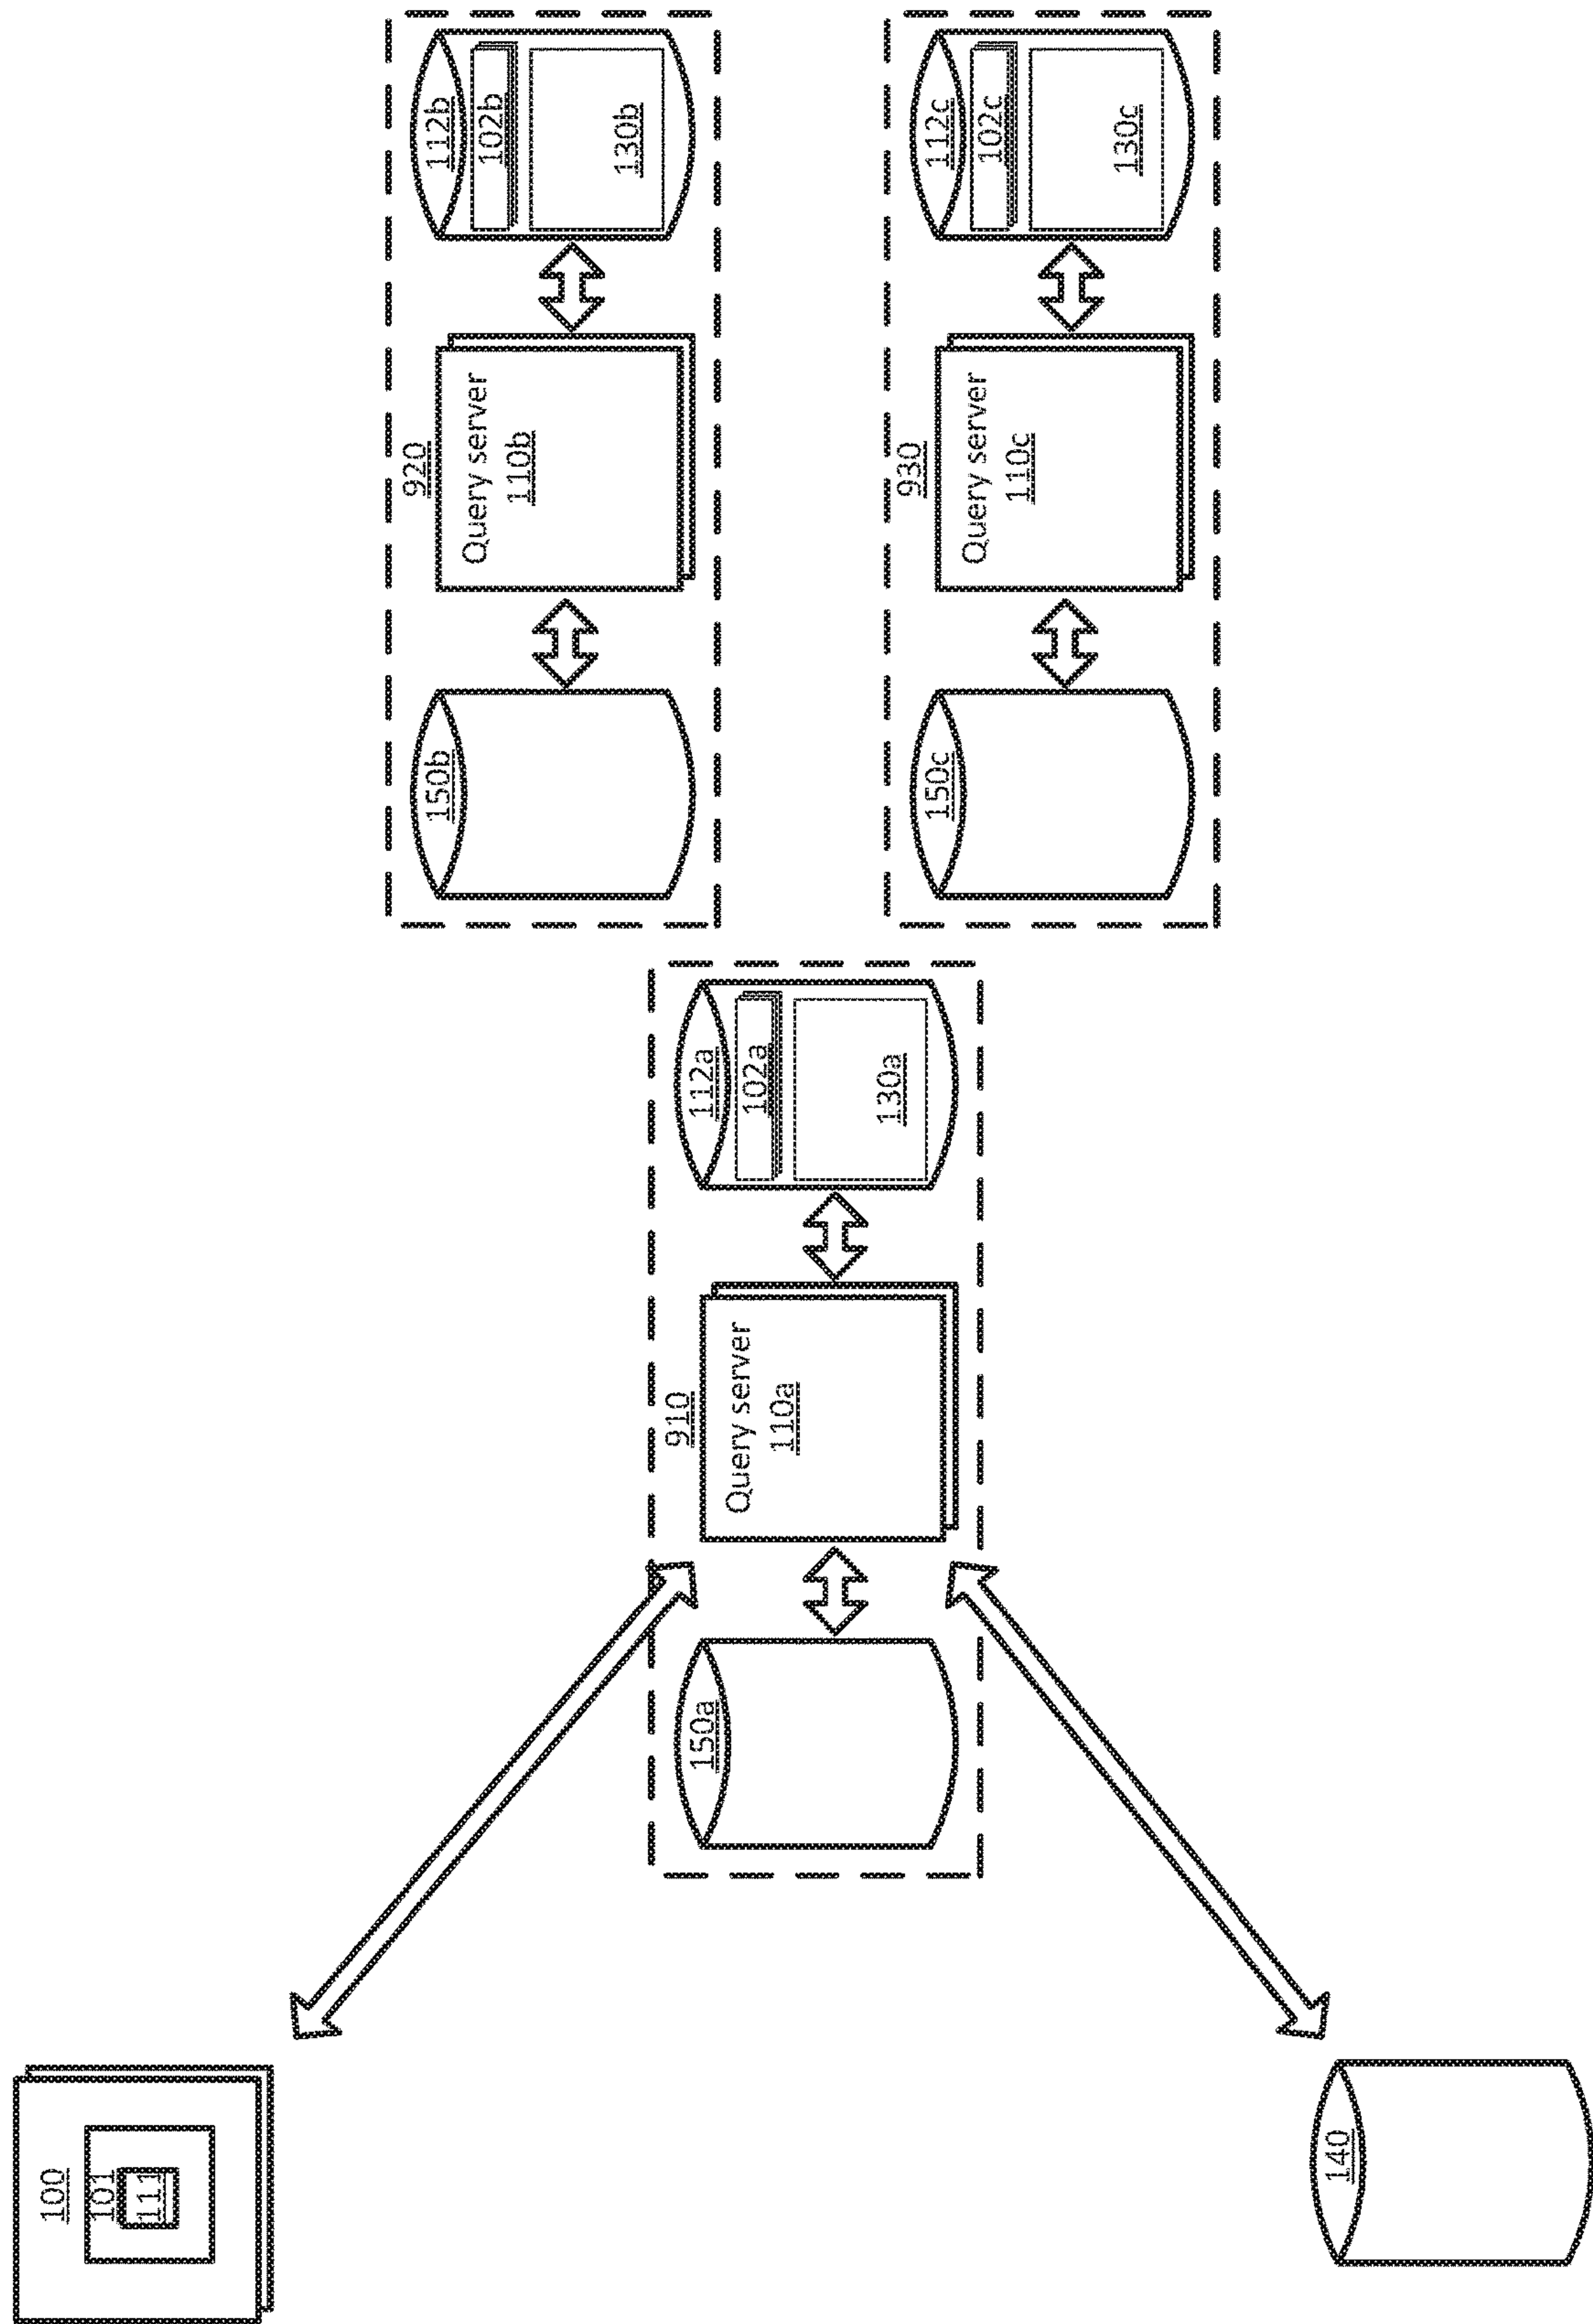 100
101
111
920
150b
Query server
110b
112b
102b
130b
910
150a
Query server
110a
112a
102a
130a
930
150c
Query server
110c
112c
102c
130c
140